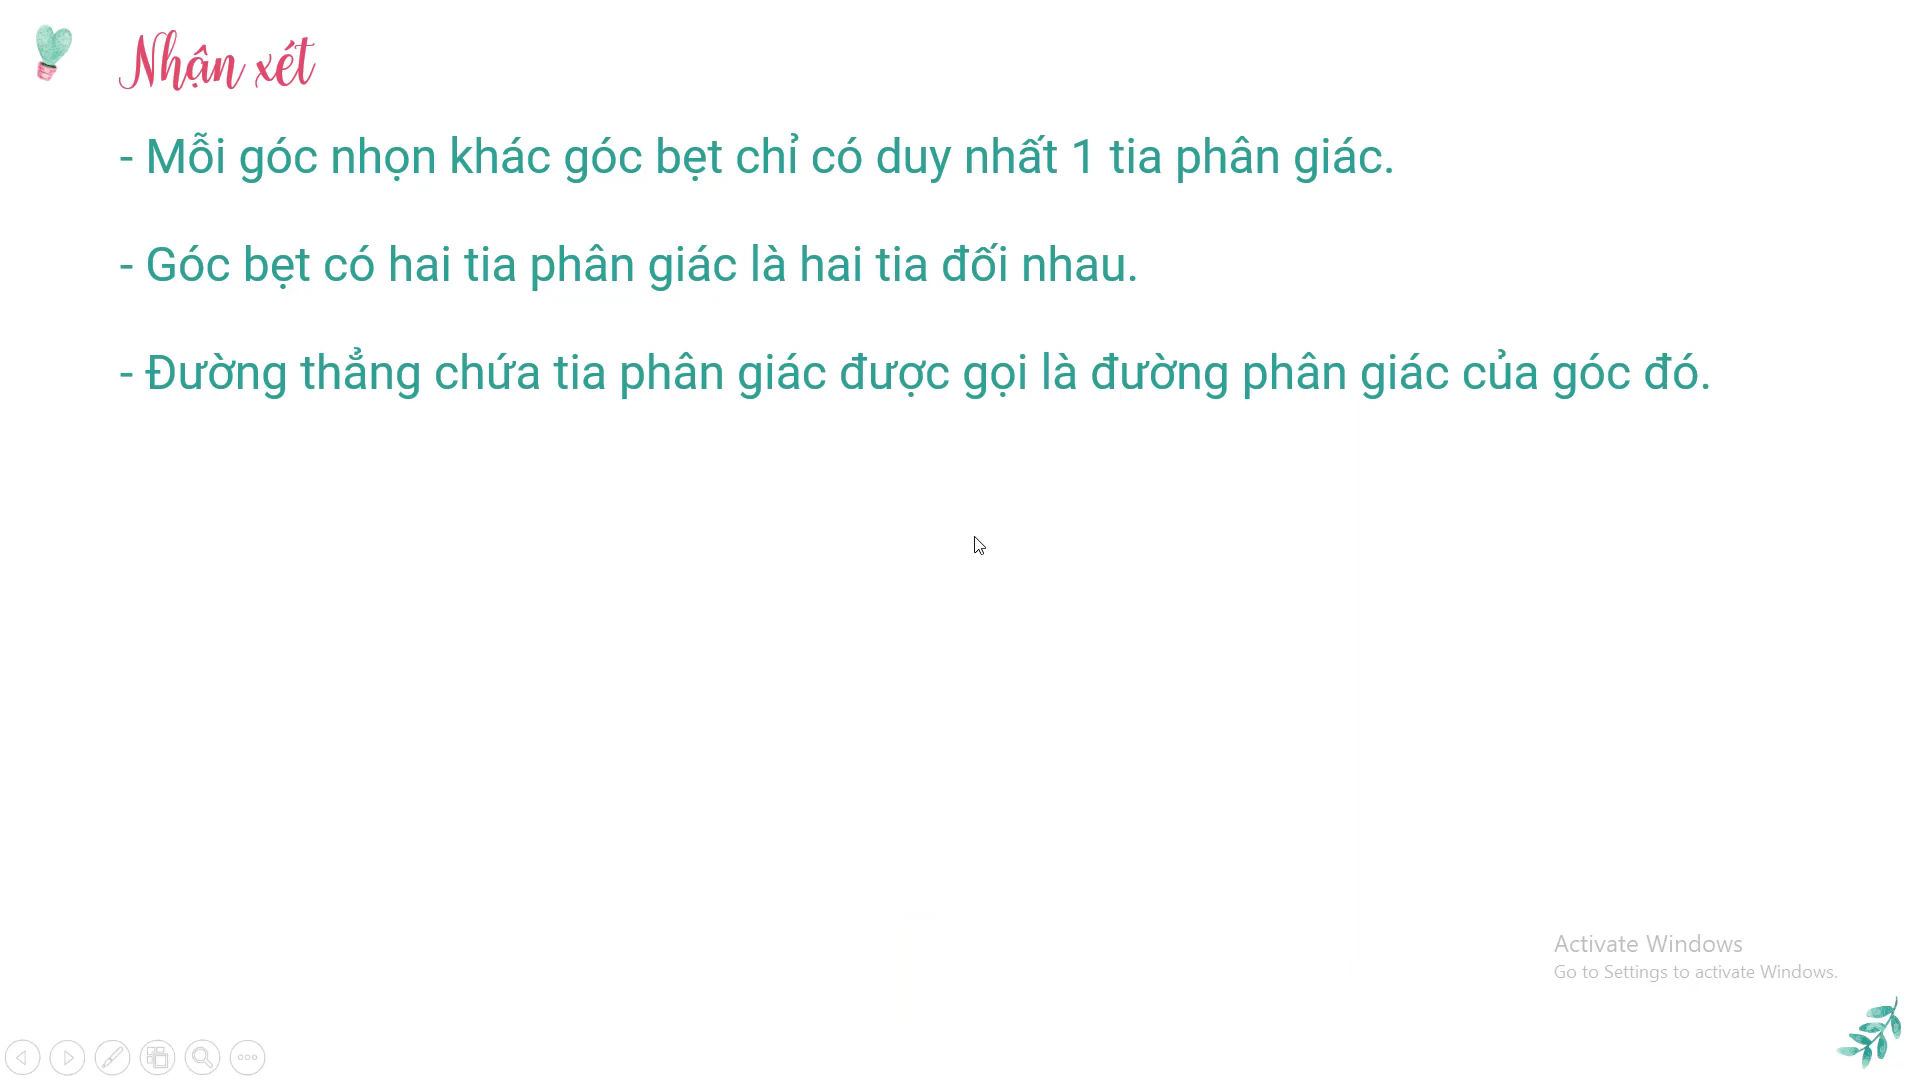 Nhận xét
- Mỗi góc nhọn khác góc bẹt chỉ có duy nhất 1 tia phân giác.
- Góc bẹt có hai tia phân giác là hai tia đối nhau.
- Đường thẳng chứa tia phân giác được gọi là đường phân giác của góc đó.
Activate Windows
Go to Settings to activate Windows.